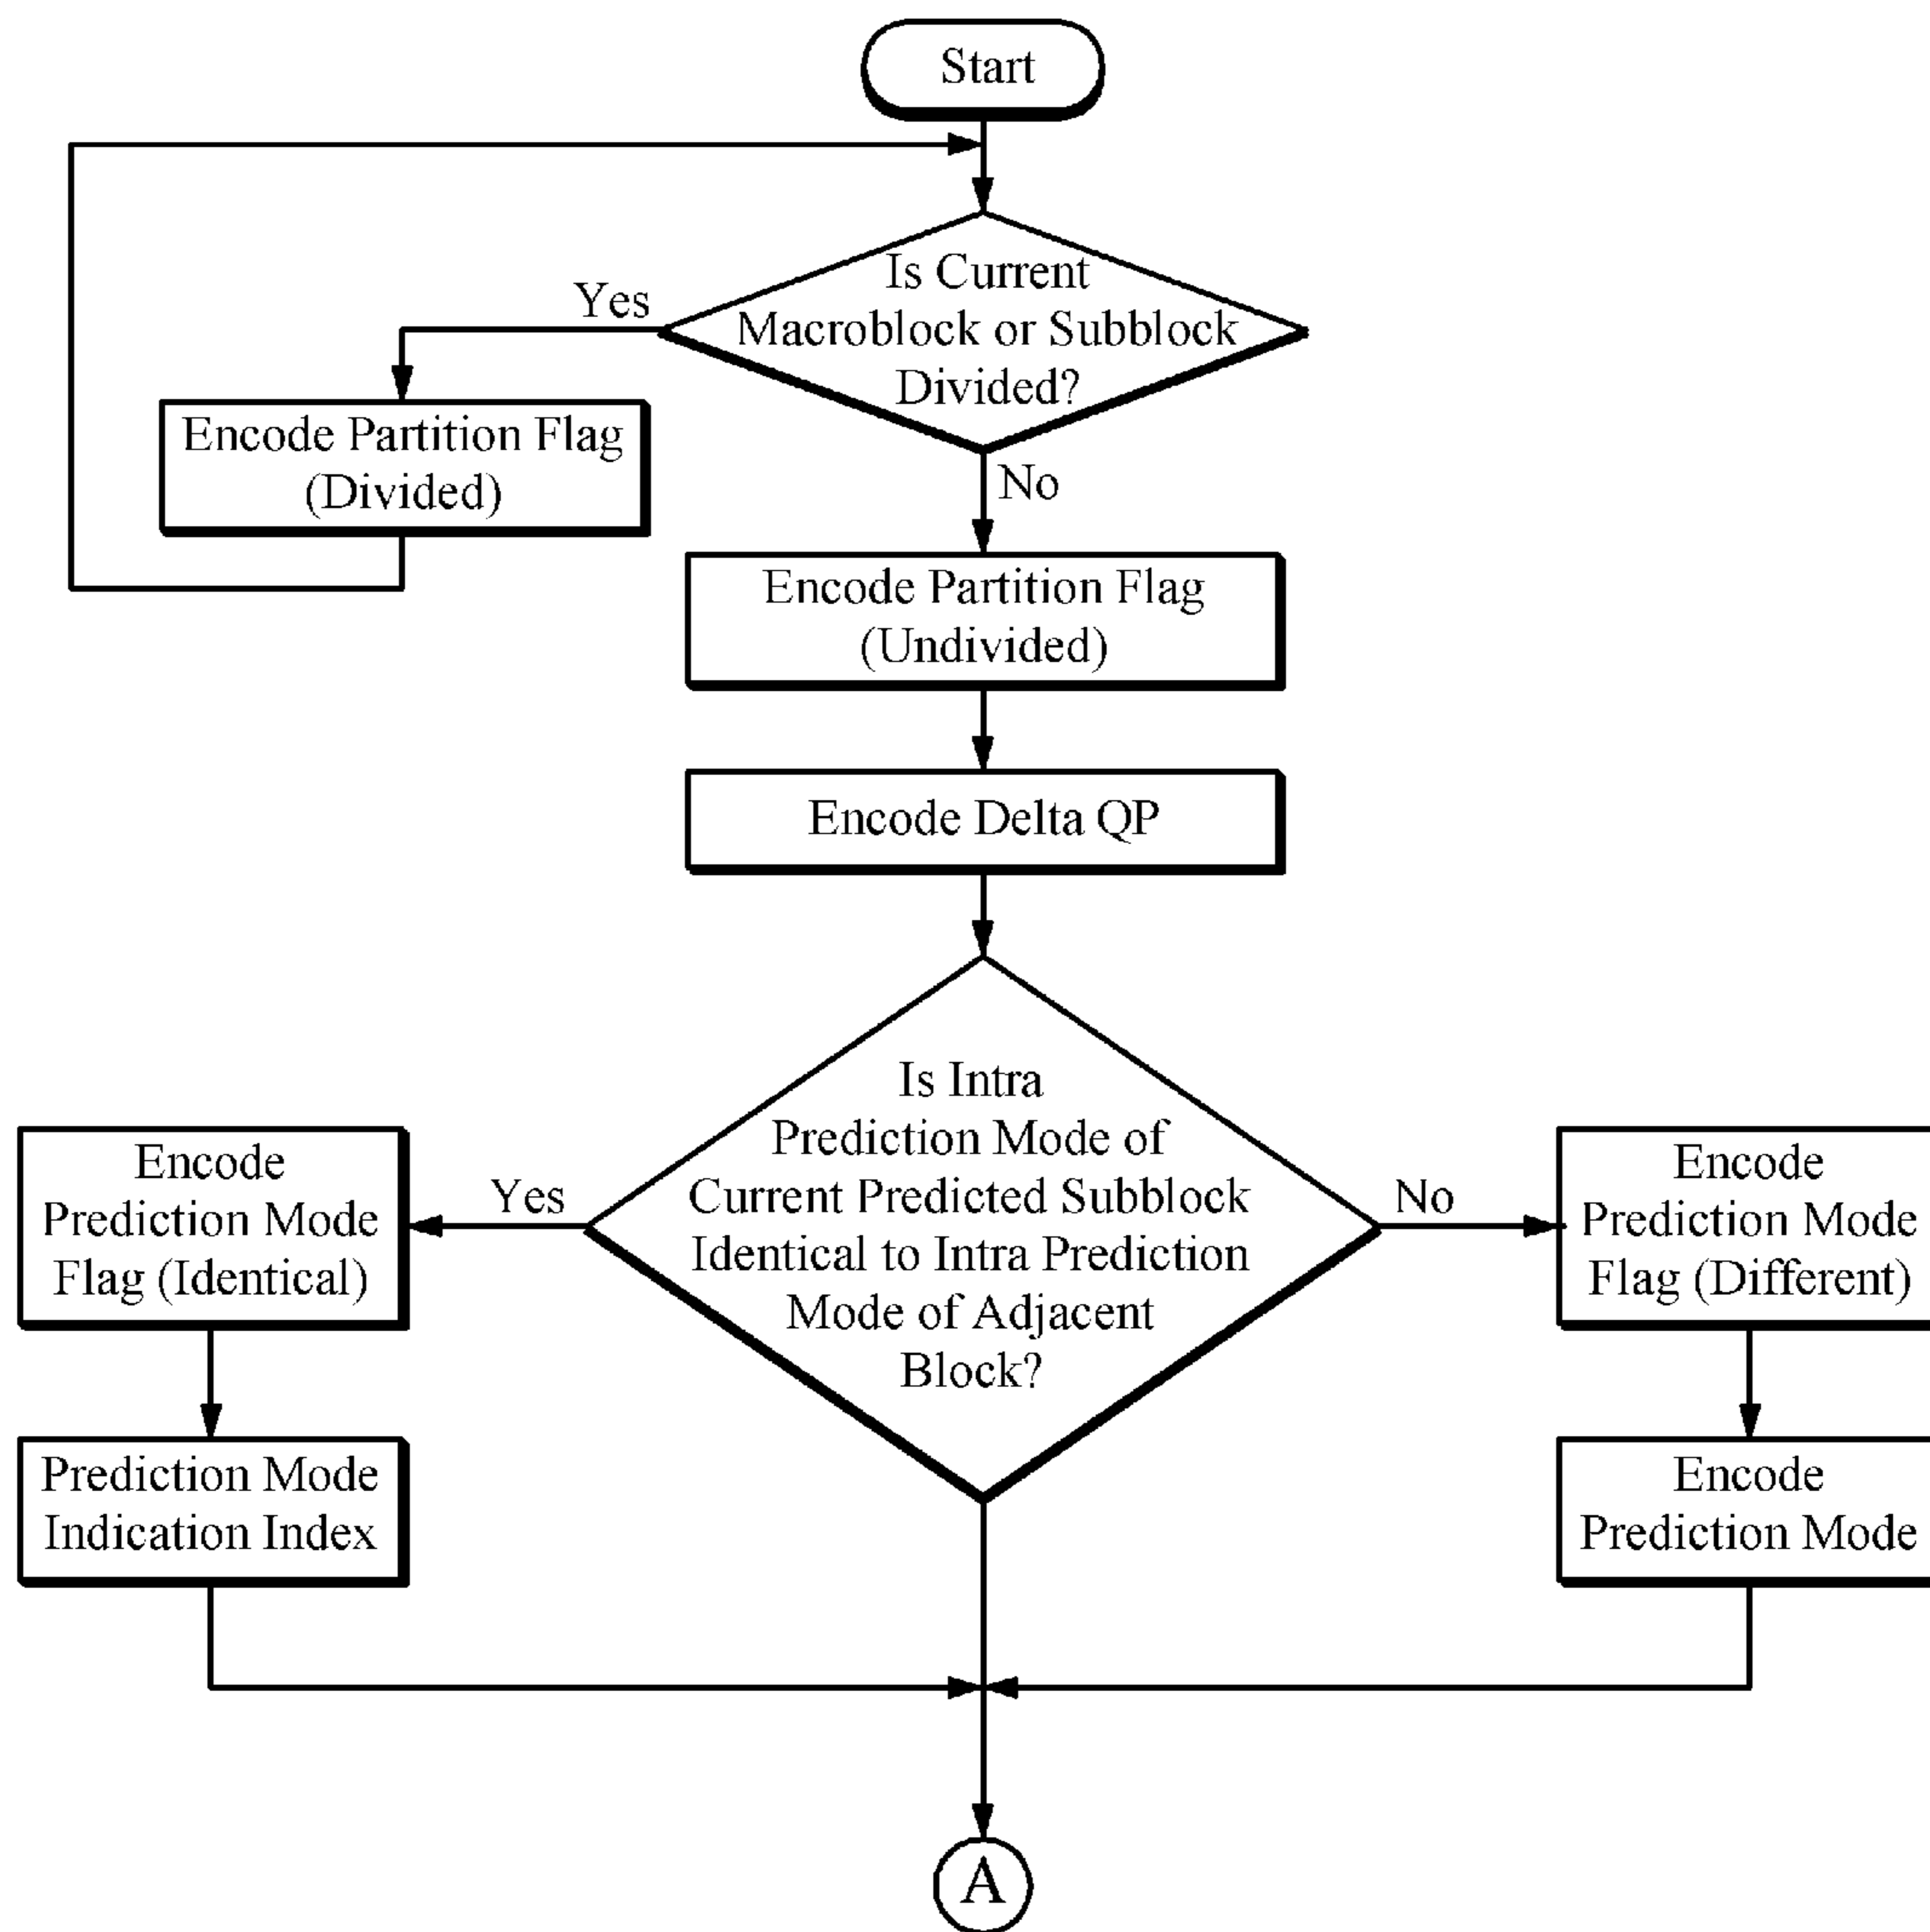 Start
Is Current
Macroblock or Subblock
Divided?
Yes
Encode Partition Flag
(Divided)
No
Encode Partition Flag
(Undivided)
Encode Delta QP
Is Intra
Prediction Mode of
Current Predicted Subblock
Identical to Intra Prediction
Mode of Adjacent
Block?
Yes
Encode
Prediction Mode
Flag (Identical)
Prediction Mode
Indication Index
No
Encode
Prediction Mode
Flag (Different)
Encode
Prediction Mode
A